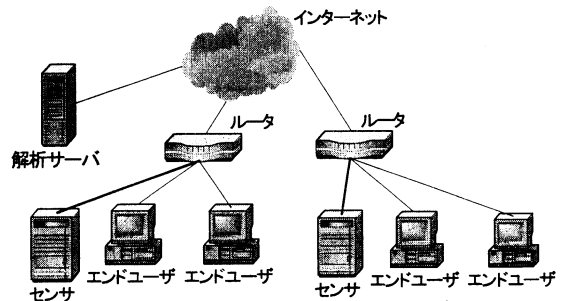 インターネット
ルータ
ルータ
解析サーバ
エンドユーザ
エンドユーザ
エンドユーザ
エンドユーザ
センサ
センサ